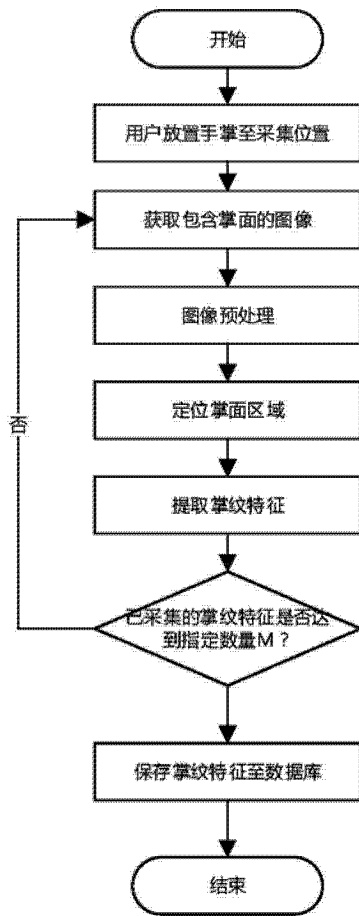 开始
用户放置手掌至采集位置
获取包含掌面的图像
图像预处理
定位掌面区域
否
提取掌纹特征
已采集的掌纹特征是否达
到指定数量M？
保存掌纹特征至数据库
结束